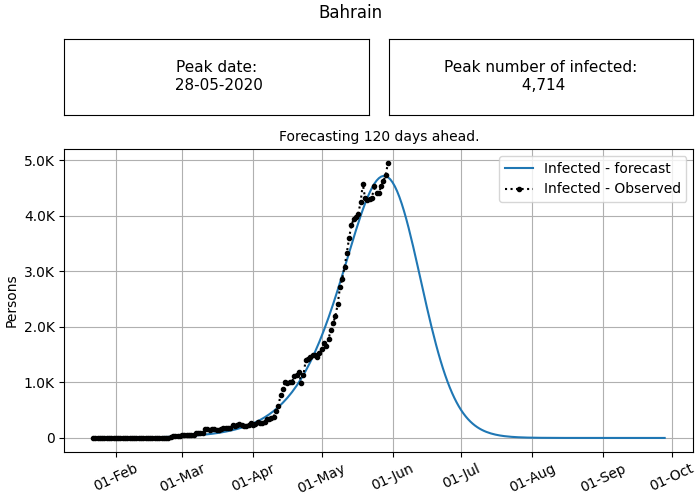 Bahrain
Peak date:
28-05-2020
Peak number of infected:
4,714
Forecasting 120 days ahead.
Infected - forecast
Infected - Observed
5.0K
4.0K
3.0K
2.0K
1.0K
0
Persons
01-Feb
01-Mar
01-Apr
01-May
01-Jun
01-Jul
01-Aug
01-Sep
01-Oct